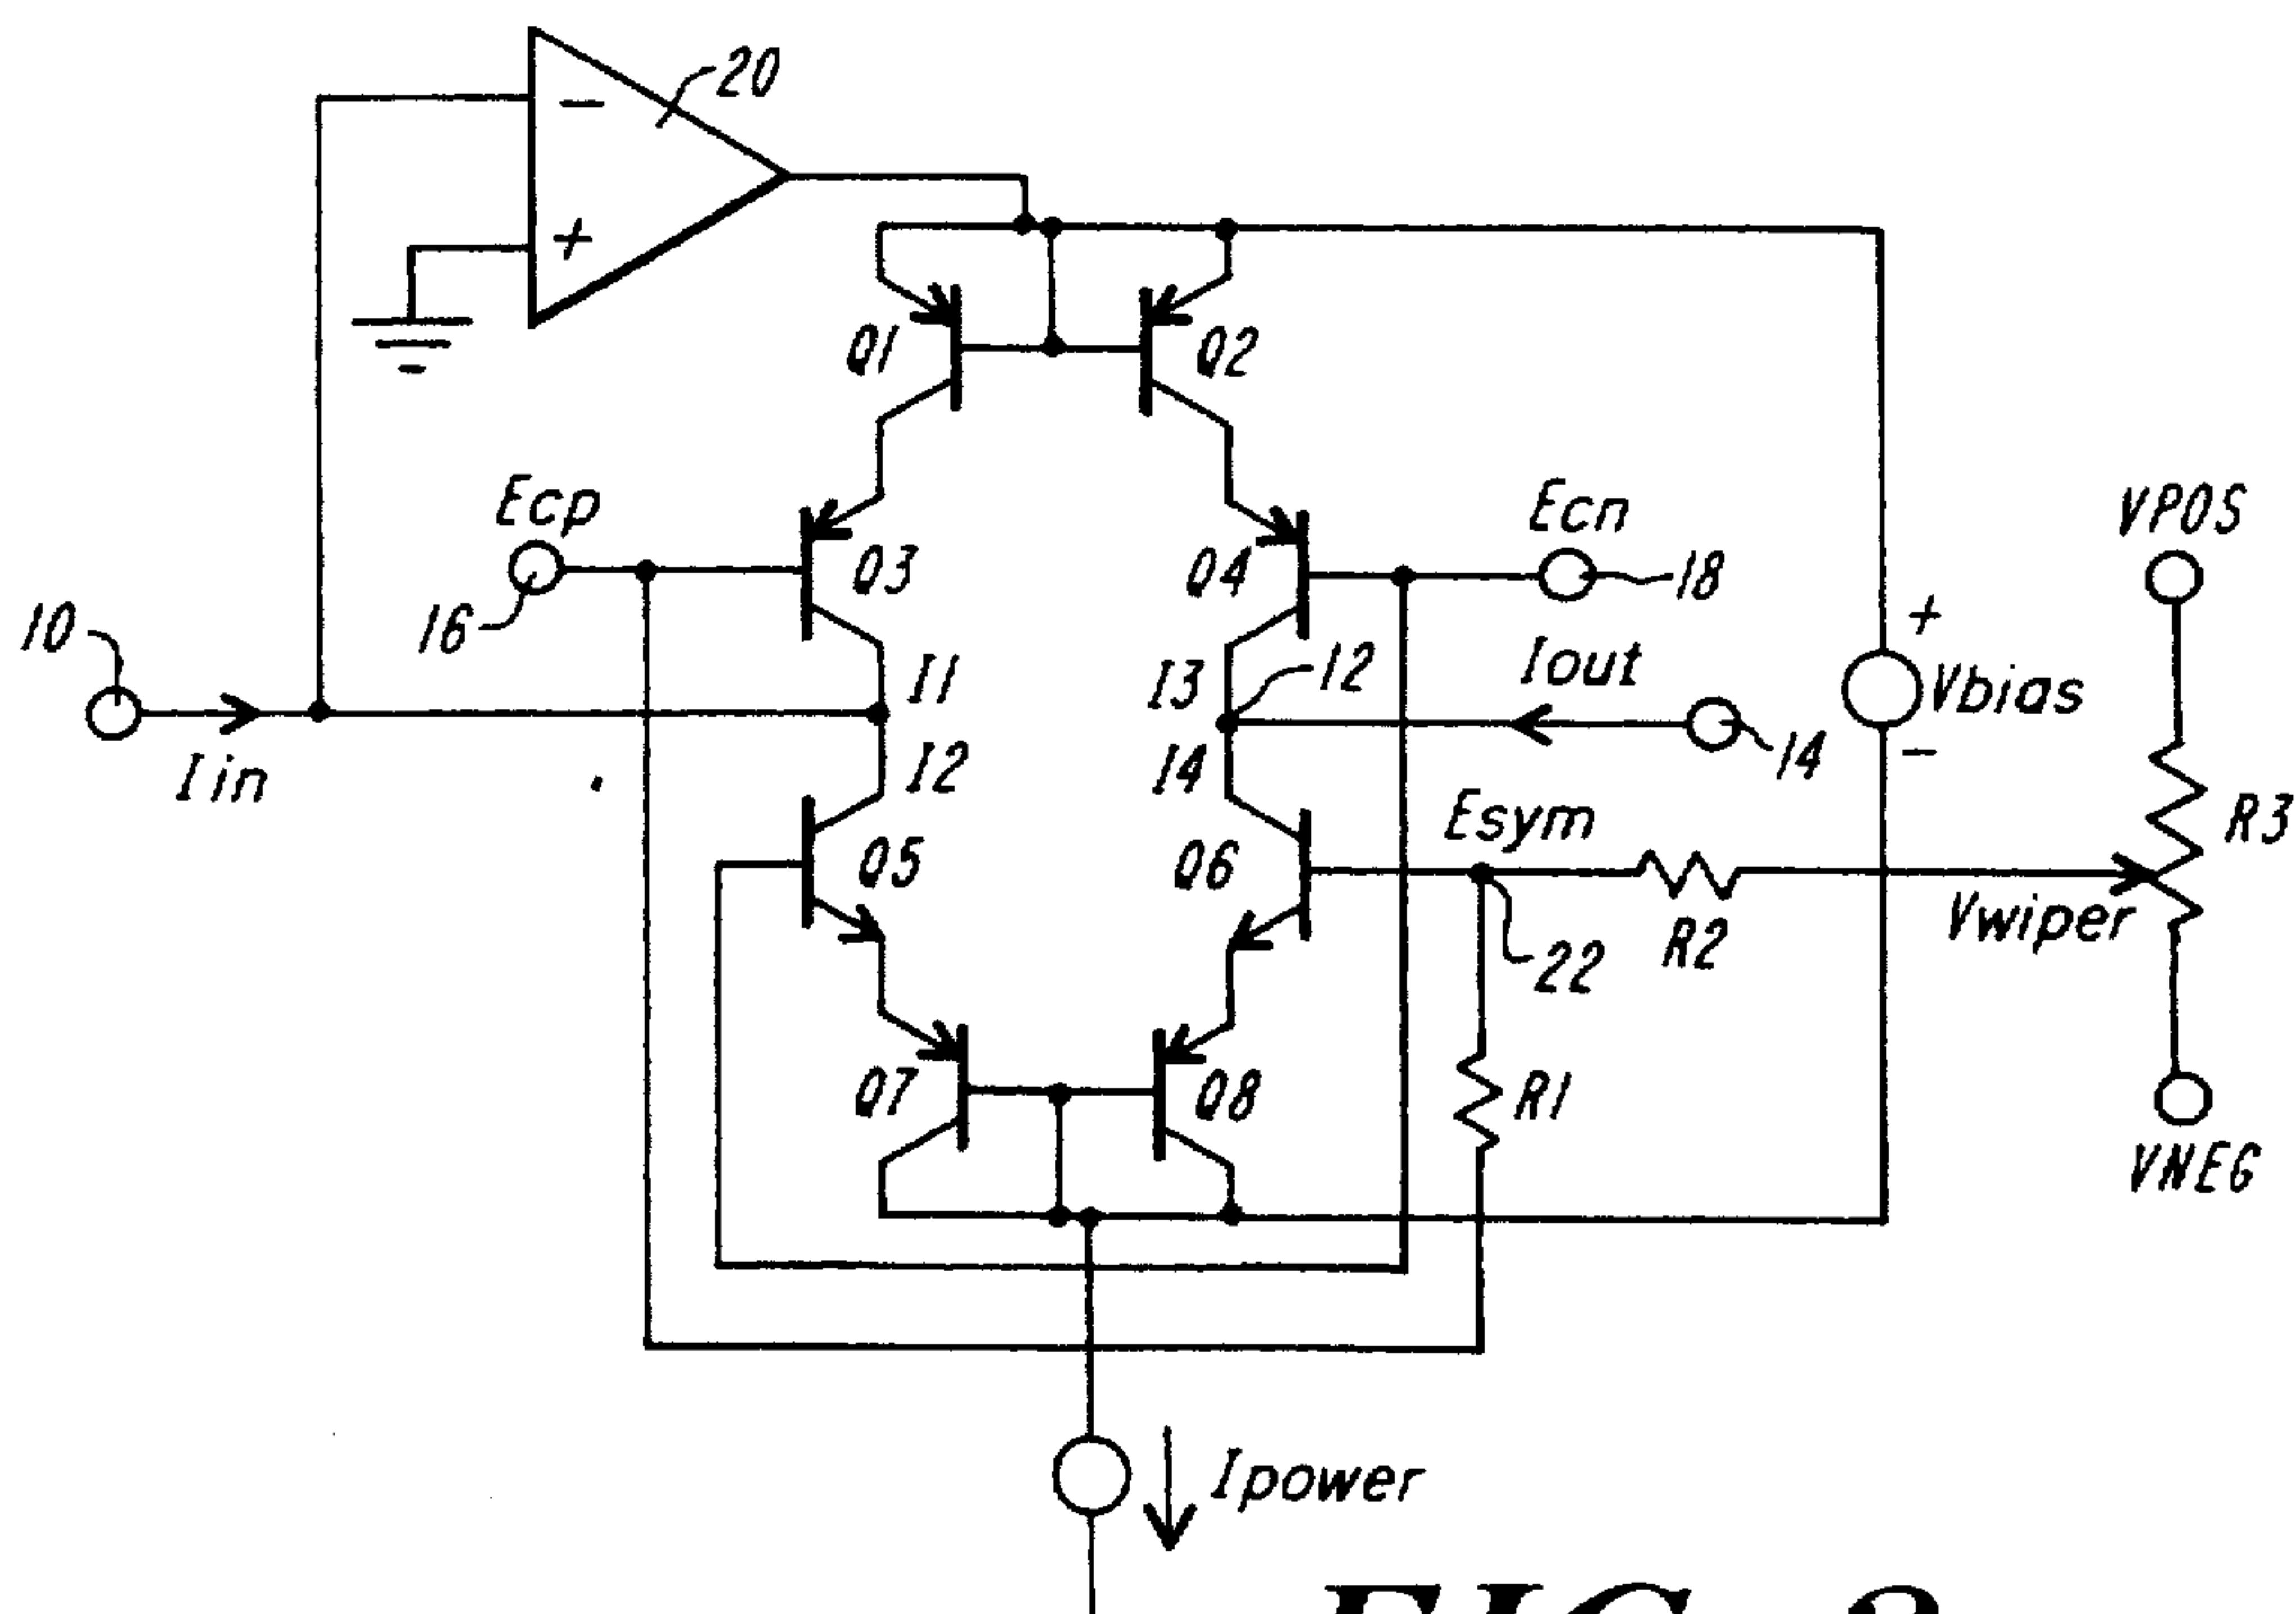 20
−
+
Q1
Q2
Ecp
Ecn
VPOS
Q3
Q4
18
16
10
+
I1
I3
12
Iout
Vbias
Iin
I2
I4
14
−
Esym
R3
Q5
Q6
R2
Vwiper
22
Q7
Q8
R1
VNEG
Ipower